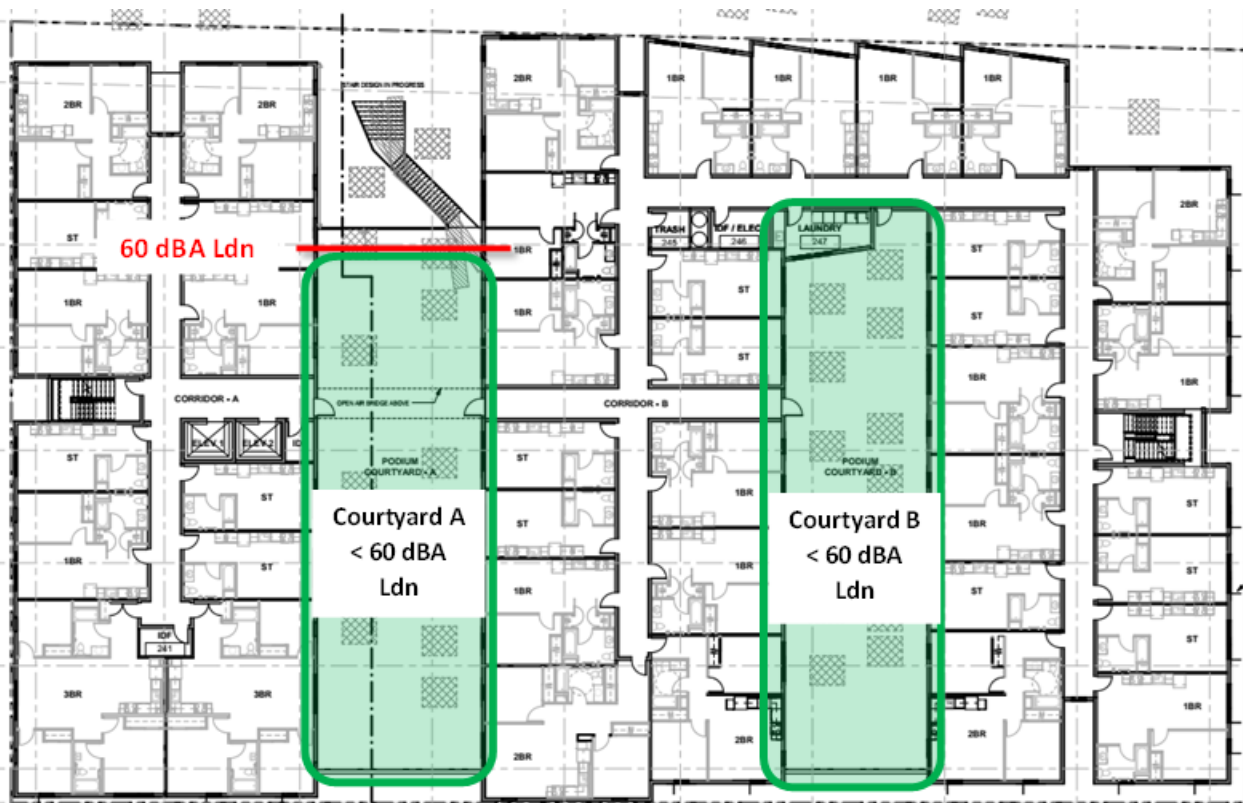 STAIR DESIGN IN PROGRESS
2BR
2BR
2BR
1BR
1BR
1BR
1BR
2BR
ST
60 dBA Ldn
1BR
TRASH
245
IDF / ELEC
246
LAUNDRY
247
ST
1BR
1BR
1BR
ST
ST
ST
1BR
1BR
CORRIDOR - A
OPEN AIR BRIDGE ABOVE
CORRIDOR - B
ELEV.1
ELEV.2
ST
PODIUM
COURTYARD - A
ST
PODIUM
COURTYARD - B
ST
ST
1BR
1BR
Courtyard A
< 60 dBA
Ldn
Courtyard B
< 60 dBA
Ldn
ST
ST
1BR
ST
1BR
1BR
ST
ST
IDF
241
3BR
3BR
2BR
2BR
2BR
1BR